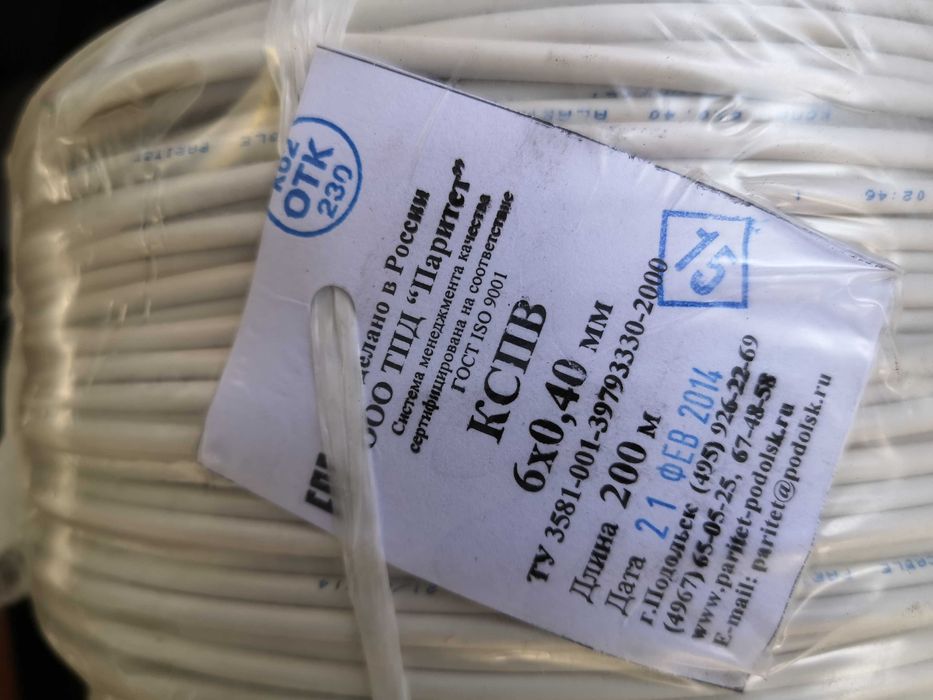 ОТК
230
Сделано в России
ООО ТПД “Паритет”
Система менеджмента качества
сертифицирована на соответствие
ГОСТ ISO 9001
КСПВ
6х0,40 мм
ТУ 3581-001-39793330-2000
Длина 200 м
Дата 21 ФЕВ 2014
г.Подольск (495) 926-22-69
(4967) 65-05-25, 67-48-58
www.paritet-podolsk.ru
E-mail: paritet@podolsk.ru
02:46